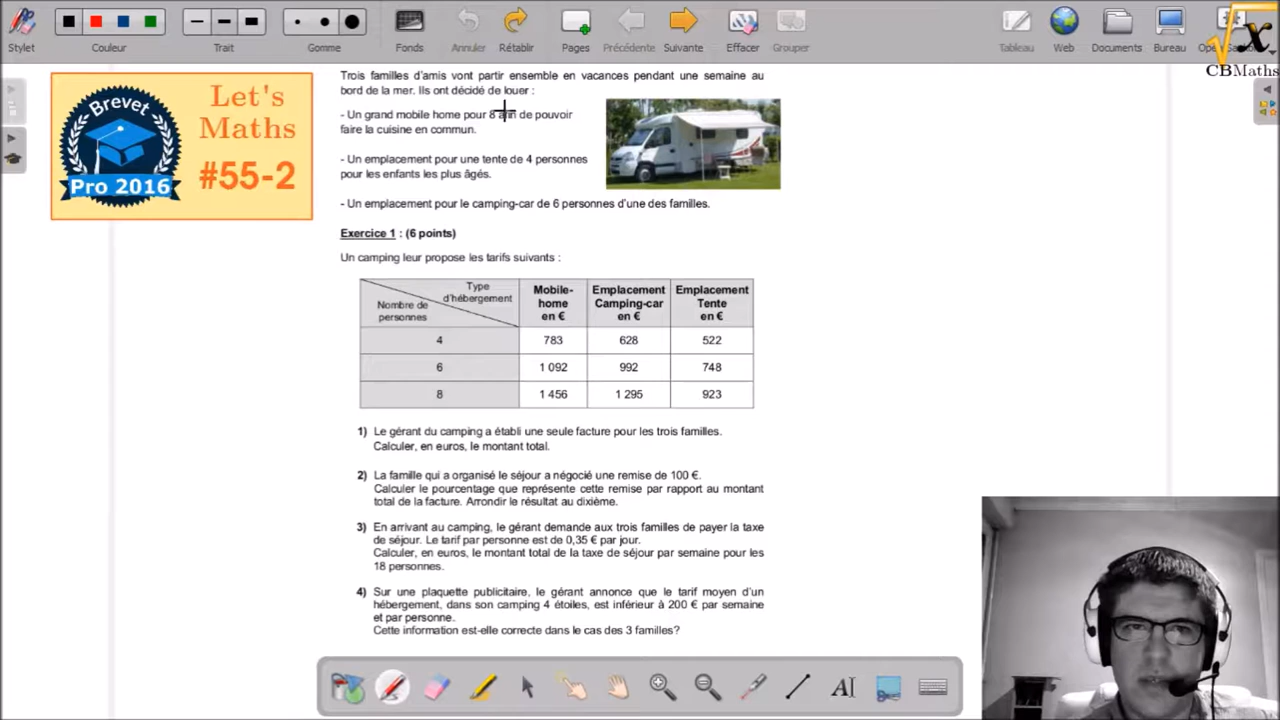 Stylet
Couleur
Trait
Gomme
Fonds
Annuler
Rétablir
Pages
Précédente
Suivante
Effacer
Grouper
Tableau
Web
Documents
Bureau
√x
CBMaths
Brevet
Pro 2016
Let's
Maths
#55-2
Trois familles d'amis vont partir ensemble en vacances pendant une semaine au
bord de la mer. Ils ont décidé de louer :
- Un grand mobile home pour 8 afin de pouvoir
faire la cuisine en commun.
- Un emplacement pour une tente de 4 personnes
pour les enfants les plus âgés.
- Un emplacement pour le camping-car de 6 personnes d'une des familles.
Exercice 1 : (6 points)
Un camping leur propose les tarifs suivants :
Type
d'hébergement
Nombre de
personnes
Mobile-
home
en €
Emplacement
Camping-car
en €
Emplacement
Tente
en €
4 783 628 522
6 1 092 992 748
8 1 456 1 295 923
1) Le gérant du camping a établi une seule facture pour les trois familles.
Calculer, en euros, le montant total.
2) La famille qui a organisé le séjour a négocié une remise de 100 €.
Calculer le pourcentage que représente cette remise par rapport au montant
total de la facture. Arrondir le résultat au dixième.
3) En arrivant au camping, le gérant demande aux trois familles de payer la taxe
de séjour. Le tarif par personne est de 0,35 € par jour.
Calculer, en euros, le montant total de la taxe de séjour par semaine pour les
18 personnes.
4) Sur une plaquette publicitaire, le gérant annonce que le tarif moyen d'un
hébergement, dans son camping 4 étoiles, est inférieur à 200 € par semaine
et par personne.
Cette information est-elle correcte dans le cas des 3 familles?
AI